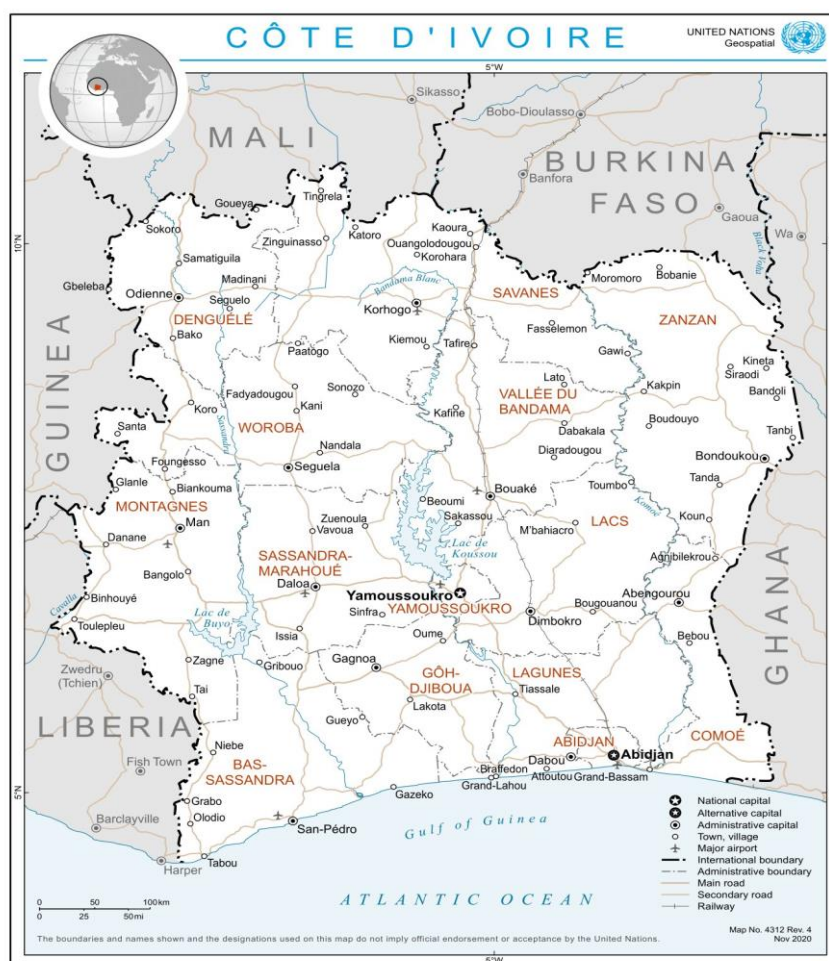 CÔTE D'IVOIRE
UNITED NATIONS
Geospatial
5°W
Sikasso
Bobo-Dioulasso
MALI
BURKINA
FASO
Banfora
Tingrela
Goueya
Gaoua
Wa
Sokoro
Katoro
Kaoura
Zinguinasso
Ouangolodougou
10°N
Korohara
Black Volta
Samatiguila
Moromoro
Bobanie
Gbeleba
Madinani
Bandama Blanc
Odienne
Seguelo
SAVANES
Korhogo
DENGUÉLÉ
ZANZAN
Fasselemon
Bako
Paatogo
Kiemou
Tafire
Gawi
GUINEA
Kineta
Siraodi
Lato
Fadyadougou
Sonozo
VALLÉE DU
BANDAMA
Kakpin
Bandoli
Koro
Kani
Kafine
Sassandra
WOROBA
Santa
Dabakala
Boudouyo
Tanbi
Nandala
Diaradougou
Bondoukou
Foungesso
Seguela
Glanle
Biankouma
Toumbo
Tanda
MONTAGNES
Beoumi
Bouaké
Komoé
Man
Zuenoula
Vavoua
Sakassou
M'bahiacro
LACS
Koun
Danane
Lac de
Koussou
SASSANDRA-
MARAHOUÉ
Agnibilekrou
Bangolo
Daloa
Yamoussoukro
Binhouyé
Cavalla
YAMOUSSOUKRO
Abengourou
Lac de
Buyo
Sinfra
Dimbokro
Bougouanou
GHANA
Toulepleu
Issia
Oume
Bebou
Zwedru
(Tchien)
Zagne
Gribouo
Gagnoa
GÔH-
DJIBOUA
LAGUNES
Tai
Tiassale
LIBERIA
Lakota
Gueyo
COMOÉ
Niebe
ABIDJAN
Abidjan
Fish Town
BAS-
SASSANDRA
Dabou
Braffedon
Attoutou
Grand-Bassam
Grand-Lahou
5°N
Gazeko
Grabo
Olodio
San-Pédro
Gulf of Guinea
Barclayville
Tabou
Harper
ATLANTIC OCEAN
National capital
Alternative capital
Administrative capital
Town, village
Major airport
International boundary
Administrative boundary
Main road
Secondary road
Railway
0 50 100 km
0 25 50 mi
The boundaries and names shown and the designations used on this map do not imply official endorsement or acceptance by the United Nations.
Map No. 4312 Rev. 4
Nov 2020
5°W